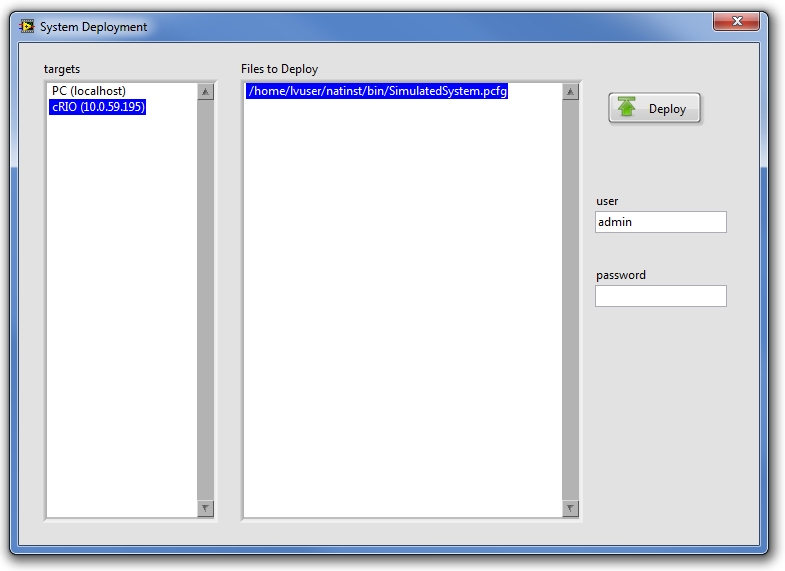 System Deployment
targets
Files to Deploy
PC (localhost)
cRIO (10.0.59.195)
/home/lvuser/natinst/bin/SimulatedSystem.pcfg
Deploy
user
admin
password